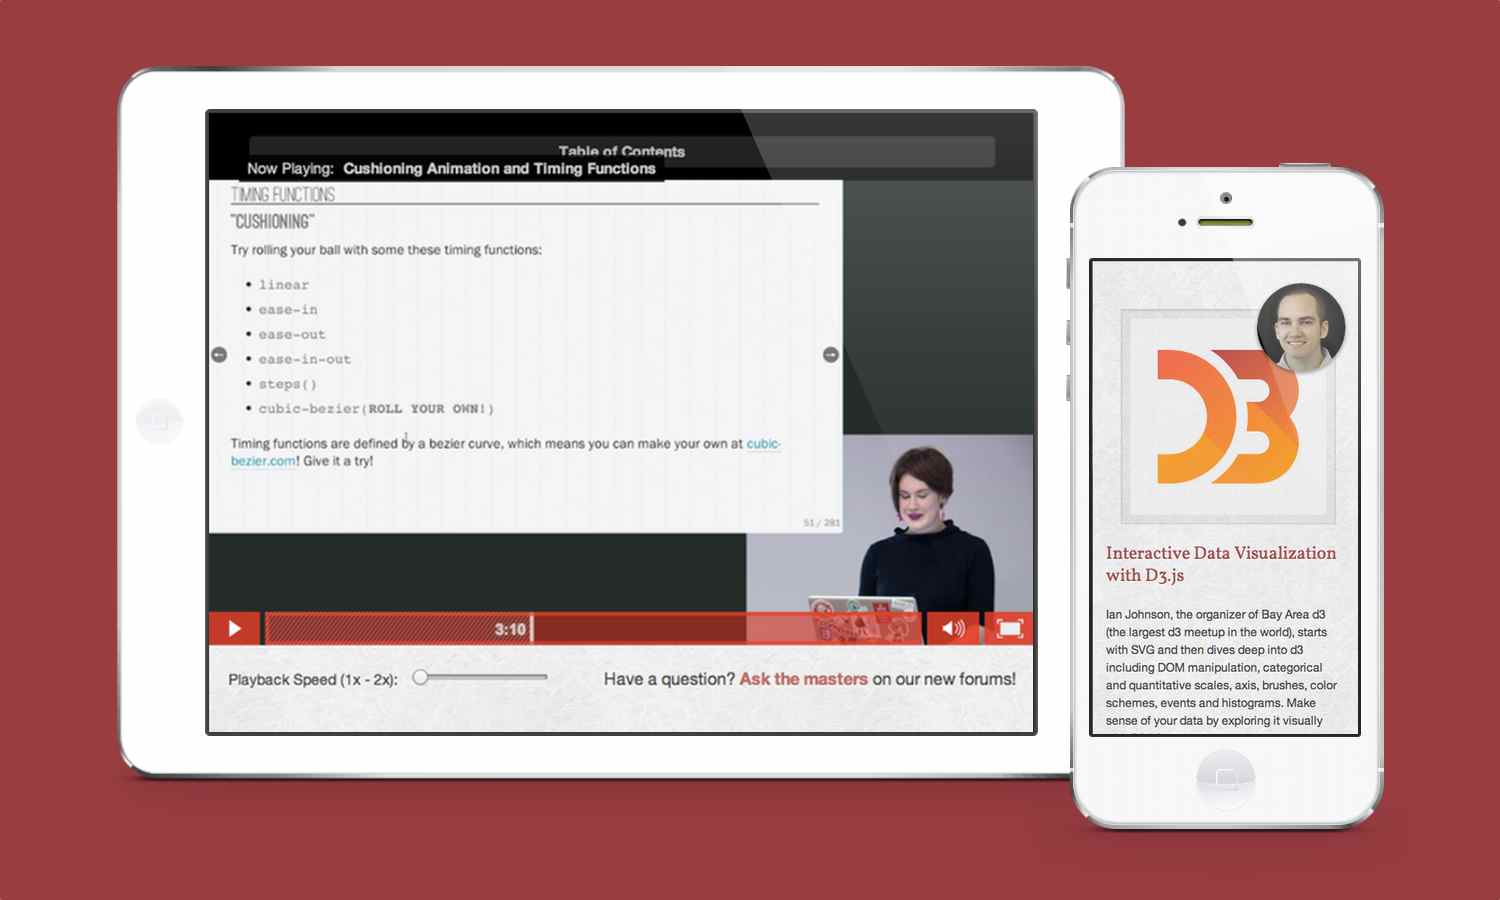 Table of Contents
Now Playing: Cushioning Animation and Timing Functions
TIMING FUNCTIONS
"CUSHIONING"
Try rolling your ball with some these timing functions:
linear
ease-in
ease-out
ease-in-out
steps()
cubic-bezier(ROLL YOUR OWN!)
Timing functions are defined by a bezier curve, which means you can make your own at cubic-
bezier.com! Give it a try!
51 / 281
3:10
Playback Speed (1x - 2x):
Have a question? Ask the masters on our new forums!
D3
Interactive Data Visualization
with D3.js
Ian Johnson, the organizer of Bay Area d3
(the largest d3 meetup in the world), starts
with SVG and then dives deep into d3
including DOM manipulation, categorical
and quantitative scales, axis, brushes, color
schemes, events and histograms. Make
sense of your data by exploring it visually